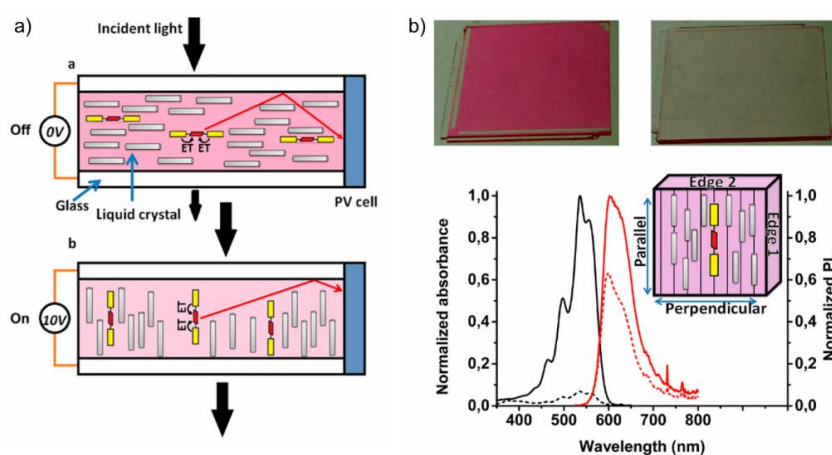 a)
Incident light
a
Off
0V
ET ET
Glass
Liquid crystal
PV cell
b
On
10V
ET
ET
b)
Edge 2
Edge 1
Parallel
Perpendicular
Normalized absorbance
1,0
0,8
0,6
0,4
0,2
0,0
1,0
0,8
0,6
0,4
0,2
0,0
Normalized PL
400 500 600 700 800
Wavelength (nm)